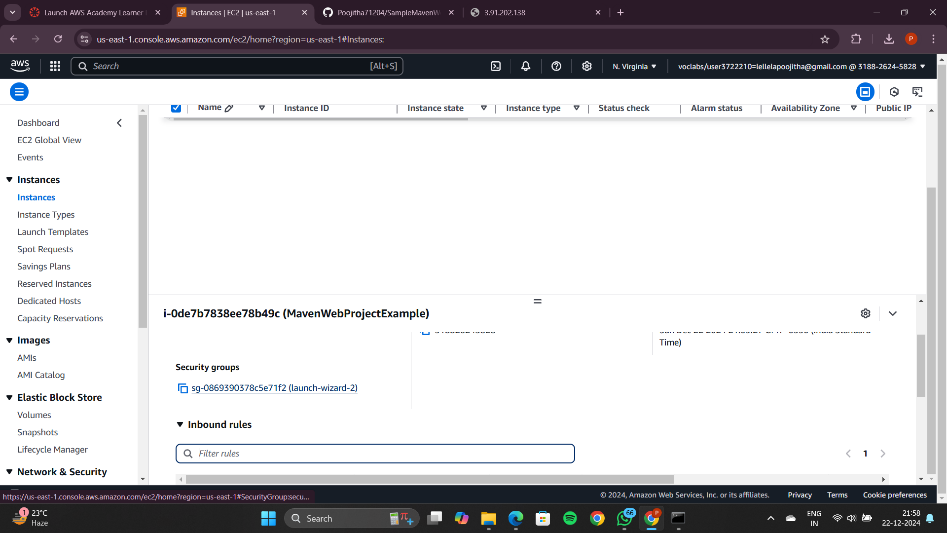 Launch AWS Academy Learner
Instances | EC2 | us-east-1
Poojitha71204/SampleMavenW
3.91.202.138
us-east-1.console.aws.amazon.com/ec2/home?region=us-east-1#Instances:
P
aws
Search
[Alt+S]
N. Virginia
voclabs/user3722210=lellelapoojitha@gmail.com @ 3188-2624-5828
Dashboard
EC2 Global View
Events
Instances
Instances
Instance Types
Launch Templates
Spot Requests
Savings Plans
Reserved Instances
Dedicated Hosts
Capacity Reservations
Images
AMIs
AMI Catalog
Elastic Block Store
Volumes
Snapshots
Lifecycle Manager
Network & Security
Name
Instance ID
Instance state
Instance type
Status check
Alarm status
Availability Zone
Public IP
i-0de7b7838ee78b49c (MavenWebProjectExample)
Time)
Security groups
sg-0869390378c5e71f2 (launch-wizard-2)
Inbound rules
Filter rules
1
https://us-east-1.console.aws.amazon.com/ec2/home?region=us-east-1#SecurityGroup:secu...
© 2024, Amazon Web Services, Inc. or its affiliates.
Privacy
Terms
Cookie preferences
1
23°C
Haze
Search
66
P
ENG
IN
21:58
22-12-2024